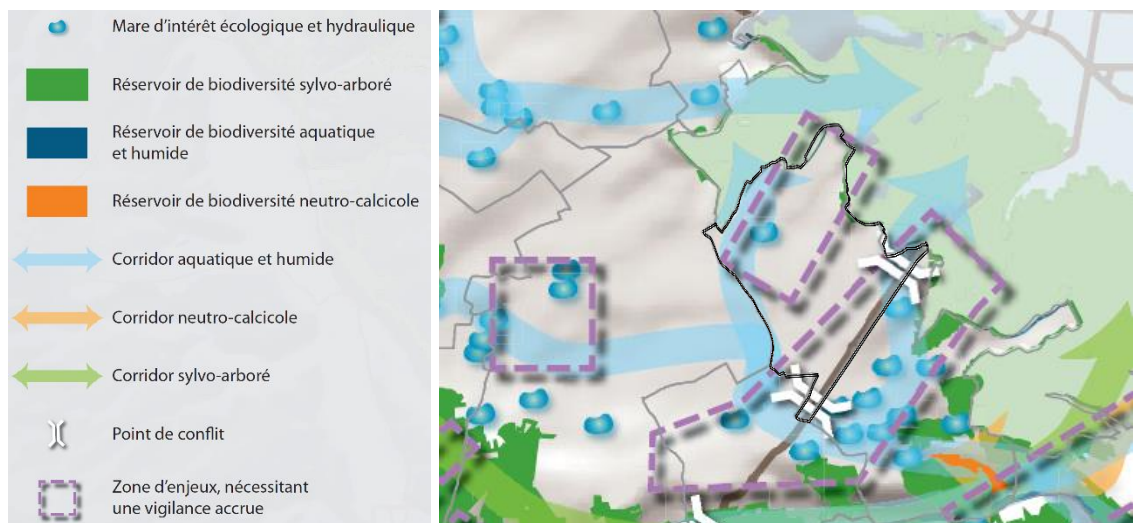 Mare d'intérêt écologique et hydraulique
Réservoir de biodiversité sylvo-arboré
Réservoir de biodiversité aquatique
et humide
Réservoir de biodiversité neutro-calcicole
Corridor aquatique et humide
Corridor neutro-calcicole
Corridor sylvo-arboré
Point de conflit
Zone d'enjeux, nécessitant
une vigilance accrue